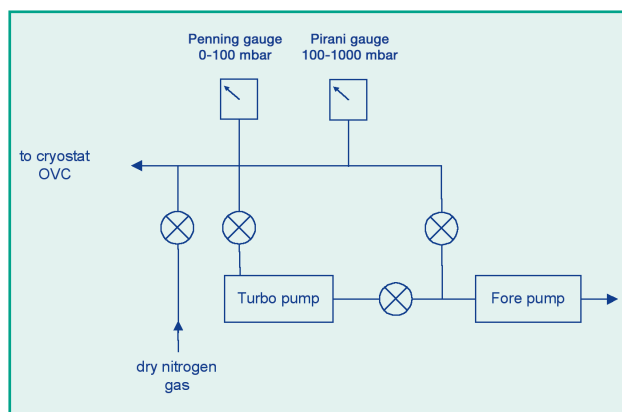 Penning gauge
0-100 mbar
Pirani gauge
100-1000 mbar
to cryostat
OVC
Turbo pump
Fore pump
dry nitrogen
gas